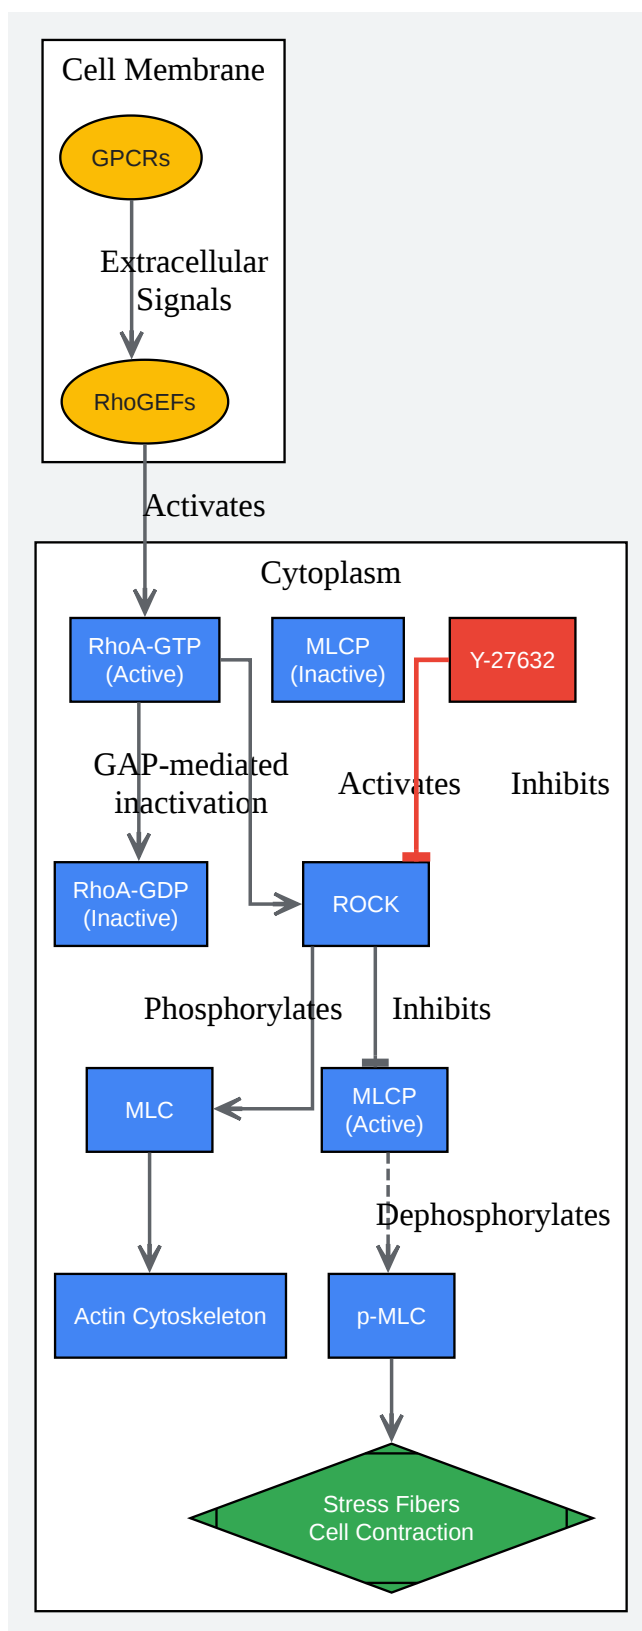 Cell Membrane
GPCRs
Extracellular
Signals
RhoGEFs
Activates
Cytoplasm
RhoA-GTP
(Active)
MLCP
(Inactive)
Y-27632
GAP-mediated
inactivation
Activates
Inhibits
RhoA-GDP
(Inactive)
ROCK
Phosphorylates
Inhibits
MLC
MLCP
(Active)
Dephosphorylates
Actin Cytoskeleton
p-MLC
Stress Fibers
Cell Contraction